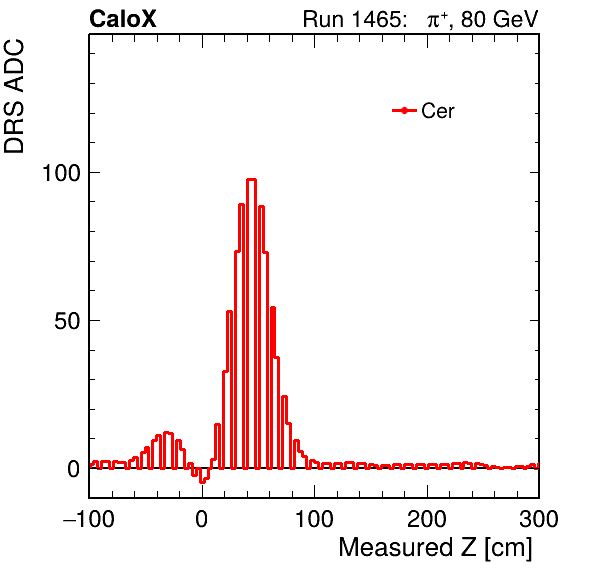 CaloX Run 1465: π⁺, 80 GeV
DRS ADC
Cer
100
50
0
−100 0 100 200 300
Measured Z [cm]